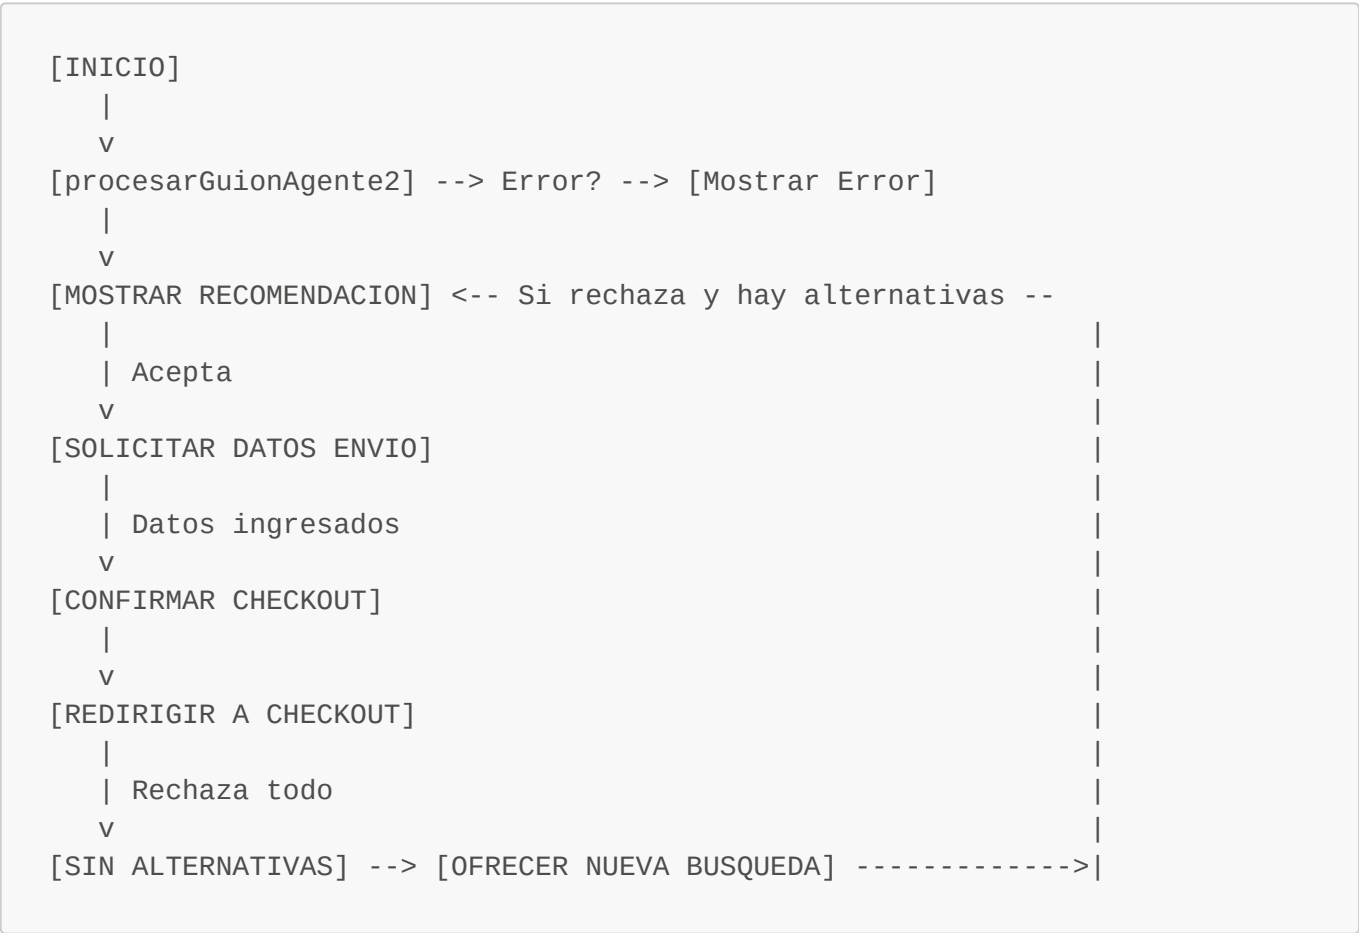 [INICIO]
   |
   v
[procesarGuionAgente2] --> Error? --> [Mostrar Error]
   |
   v
[MOSTRAR RECOMENDACION] <-- Si rechaza y hay alternativas --
   |                                                           |
   | Acepta                                                    |
   v                                                           |
[SOLICITAR DATOS ENVIO]                                        |
   |                                                           |
   | Datos ingresados                                          |
   v                                                           |
[CONFIRMAR CHECKOUT]                                           |
   |                                                           |
   v                                                           |
[REDIRIGIR A CHECKOUT]                                         |
   |                                                           |
   | Rechaza todo                                              |
   v                                                           |
[SIN ALTERNATIVAS] --> [OFRECER NUEVA BUSQUEDA] ------------->|